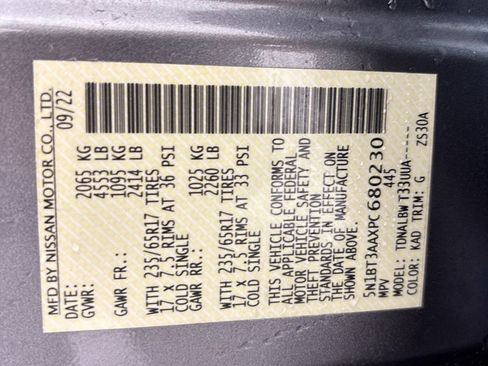 MFD BY NISSAN MOTOR CO., LTD.
DATE: 09/22
GVWR: 2065 KG
4553 LB
GAWR FR.: 1095 KG
2414 LB
WITH 235/65R17 TIRES
17 X 7.5 RIMS AT 36 PSI
COLD SINGLE
GAWR RR.: 1025 KG
2260 LB
WITH 235/65R17 TIRES
17 X 7.5 RIMS AT 33 PSI
COLD SINGLE
THIS VEHICLE CONFORMS TO
ALL APPLICABLE FEDERAL
MOTOR VEHICLE SAFETY AND
THEFT PREVENTION
STANDARDS IN EFFECT ON
THE DATE OF MANUFACTURE
SHOWN ABOVE.
5N1BT3AAXPC680230
MPV 445
MODEL: TDNALBWT33UUA-----
COLOR: KAD TRIM: G ZS30A